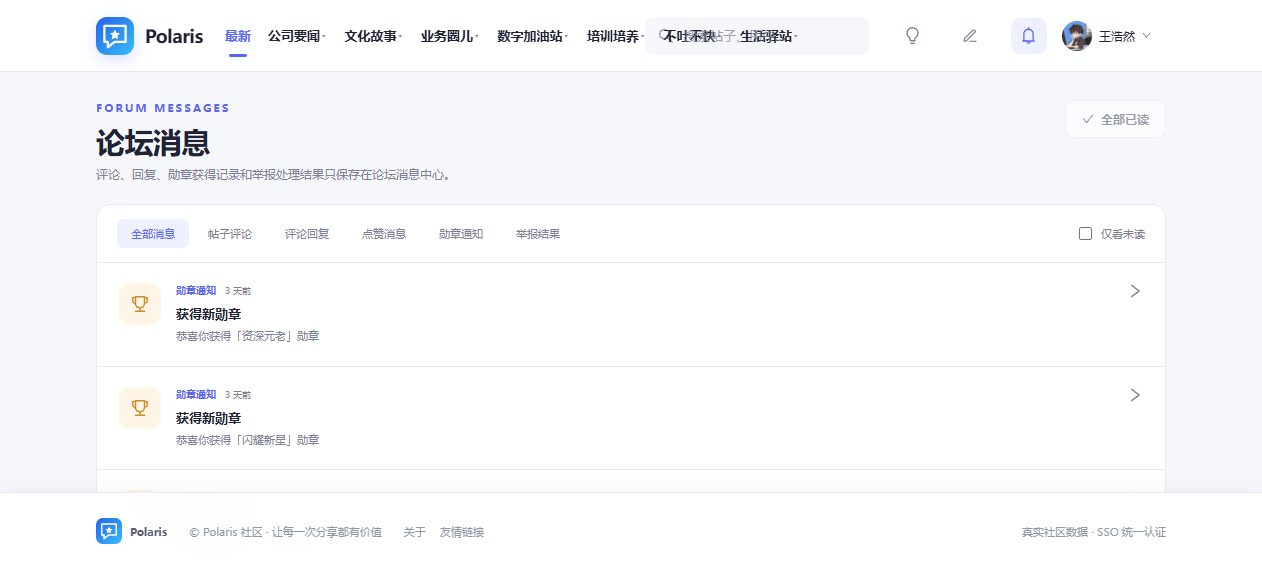 Polaris 最新 公司要闻 文化故事 业务圈儿 数字加油站 培训培养 不吐不快 生活驿站 王浩然
FORUM MESSAGES
论坛消息
全部已读
评论、回复、勋章获得记录和举报处理结果只保存在论坛消息中心。
全部消息 帖子评论 评论回复 点赞消息 勋章通知 举报结果 仅看未读
勋章通知 3 天前
获得新勋章
恭喜你获得「资深元老」勋章
勋章通知 3 天前
获得新勋章
恭喜你获得「闪耀新星」勋章
Polaris © Polaris 社区 · 让每一次分享都有价值 关于 友情链接 真实社区数据 · SSO 统一认证